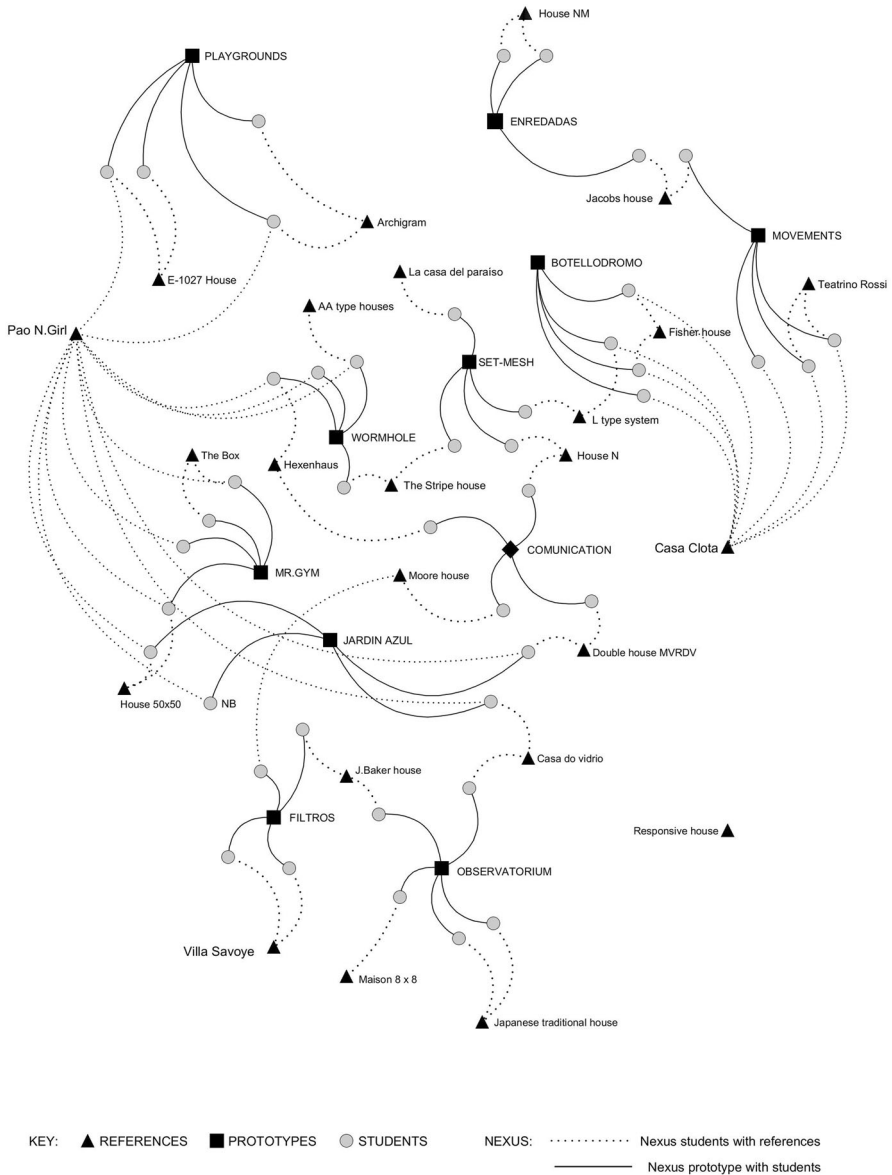 House NM
PLAYGROUNDS
ENREDADAS
Jacobs house
Archigram
MOVEMENTS
BOTELLODROMO
La casa del paraiso
E-1027 House
Teatrino Rossi
AA type houses
Pao N.Girl
Fisher house
SET-MESH
L type system
WORMHOLE
The Box
Hexenhaus
House N
The Stripe house
COMUNICATION
Casa Clota
MR.GYM
Moore house
JARDIN AZUL
Double house MVRDV
House 50x50
NB
Casa do vidrio
J.Baker house
FILTROS
Responsive house
OBSERVATORIUM
Villa Savoye
Maison 8 x 8
Japanese traditional house
KEY: REFERENCES PROTOTYPES STUDENTS NEXUS: Nexus students with references
Nexus prototype with students